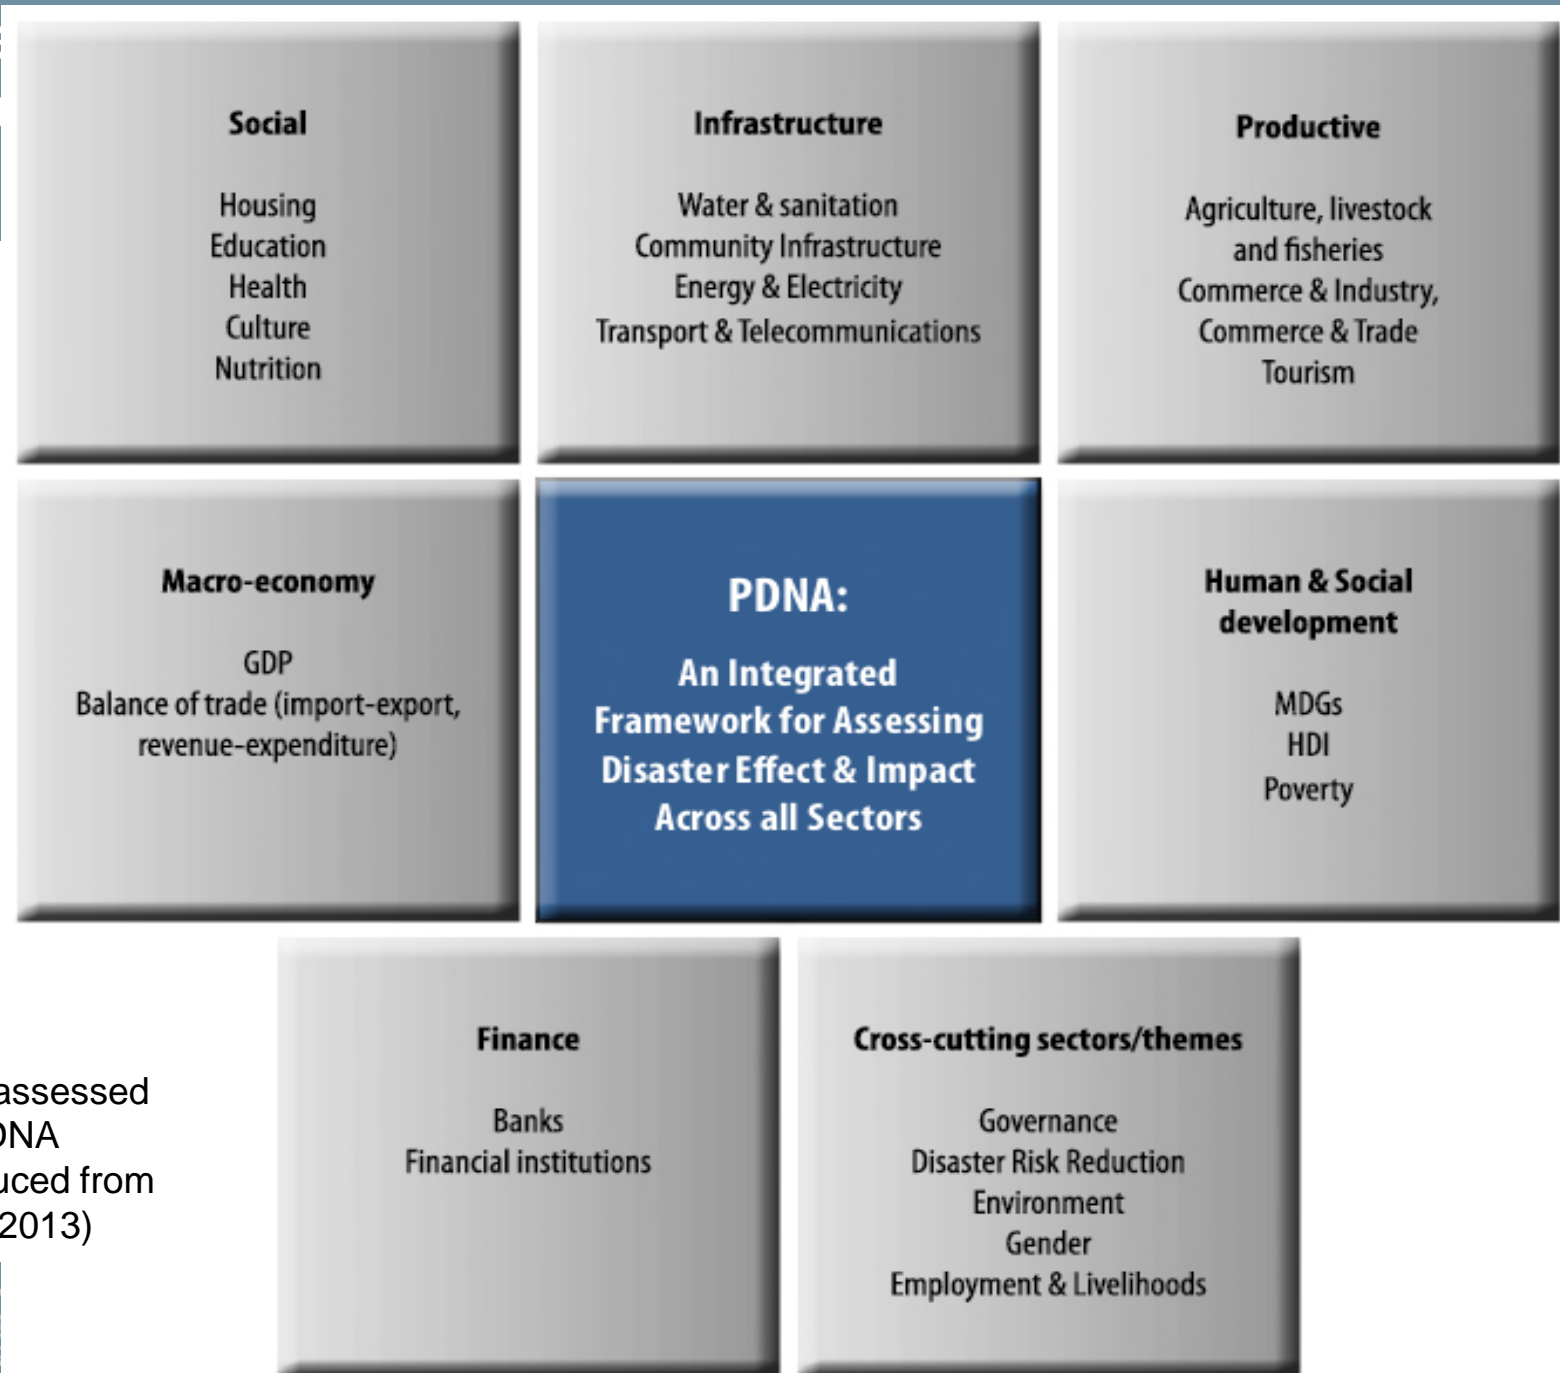 Social
Housing
Education
Health
Culture
Nutrition
Infrastructure
Water & sanitation
Community Infrastructure
Energy & Electricity
Transport & Telecommunications
Productive
Agriculture, livestock
and fisheries
Commerce & Industry,
Commerce & Trade
Tourism
Macro-economy
GDP
Balance of trade (import-export,
revenue-expenditure)
PDNA:
An Integrated
Framework for Assessing
Disaster Effect & Impact
Across all Sectors
Human & Social
development
MDGs
HDI
Poverty
assessed
2013)
Finance
Banks
Financial institutions
Cross-cutting sectors/themes
Governance
Disaster Risk Reduction
Environment
Gender
Employment & Livelihoods